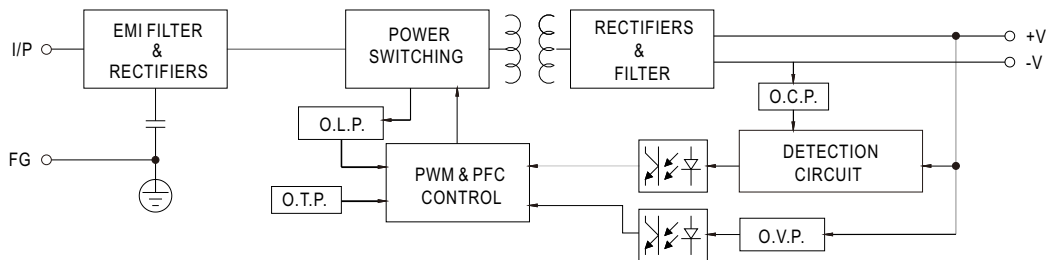 I/P
EMI FILTER
&
RECTIFIERS
POWER
SWITCHING
RECTIFIERS
&
FILTER
+V
-V
O.C.P.
O.L.P.
FG
PWM & PFC
CONTROL
DETECTION
CIRCUIT
O.T.P.
O.V.P.